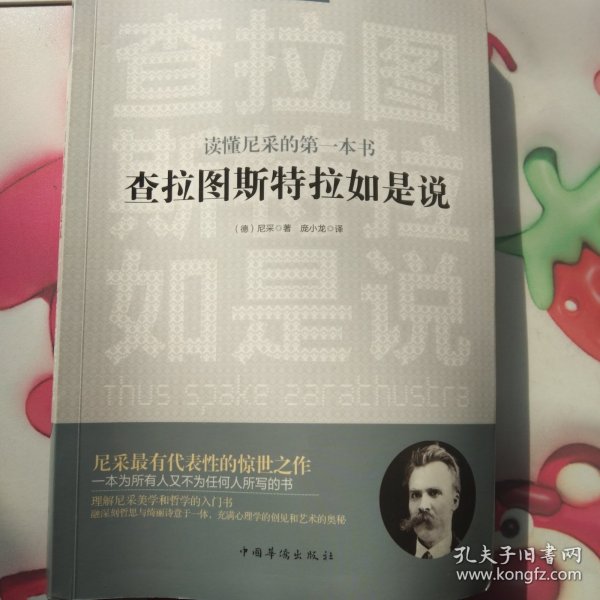 查拉图
斯特拉
如是说
读懂尼采的第一本书
查拉图斯特拉如是说
（德）尼采◎著 庞小龙◎译
Thus spake zarathustra
尼采最有代表性的惊世之作
一本为所有人又不为任何人所写的书
理解尼采美学和哲学的入门书
融深刻哲思与绮丽诗意于一体，充满心理学的创见和艺术的奥秘
中国华侨出版社
孔夫子旧书网
www.kongfz.com